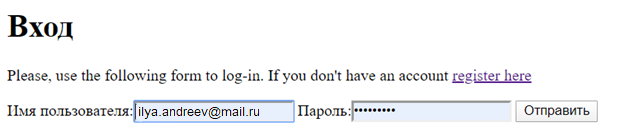 Вход
Please, use the following form to log-in. If you don't have an account register here
Имя пользователя: ilya.andreev@mail.ru Пароль: ••••••••• Отправить